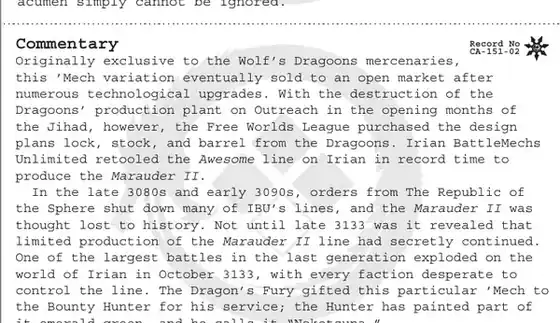 acumen simply cannot be ignored.
Commentary
Record No
CA-151-02
Originally exclusive to the Wolf's Dragoons mercenaries,
this 'Mech variation eventually sold to an open market after
numerous technological upgrades. With the destruction of the
Dragoons' production plant on Outreach in the opening months of
the Jihad, however, the Free Worlds League purchased the design
plans lock, stock, and barrel from the Dragoons. Irian BattleMechs
Unlimited retooled the Awesome line on Irian in record time to
produce the Marauder II.
In the late 3080s and early 3090s, orders from The Republic of
the Sphere shut down many of IBU's lines, and the Marauder II was
thought lost to history. Not until late 3133 was it revealed that
limited production of the Marauder II line had secretly continued.
One of the largest battles in the last generation exploded on the
world of Irian in October 3133, with every faction desperate to
control the line. The Dragon's Fury gifted this particular 'Mech to
the Bounty Hunter for his service; the Hunter has painted part of
it emerald green, and he calls it